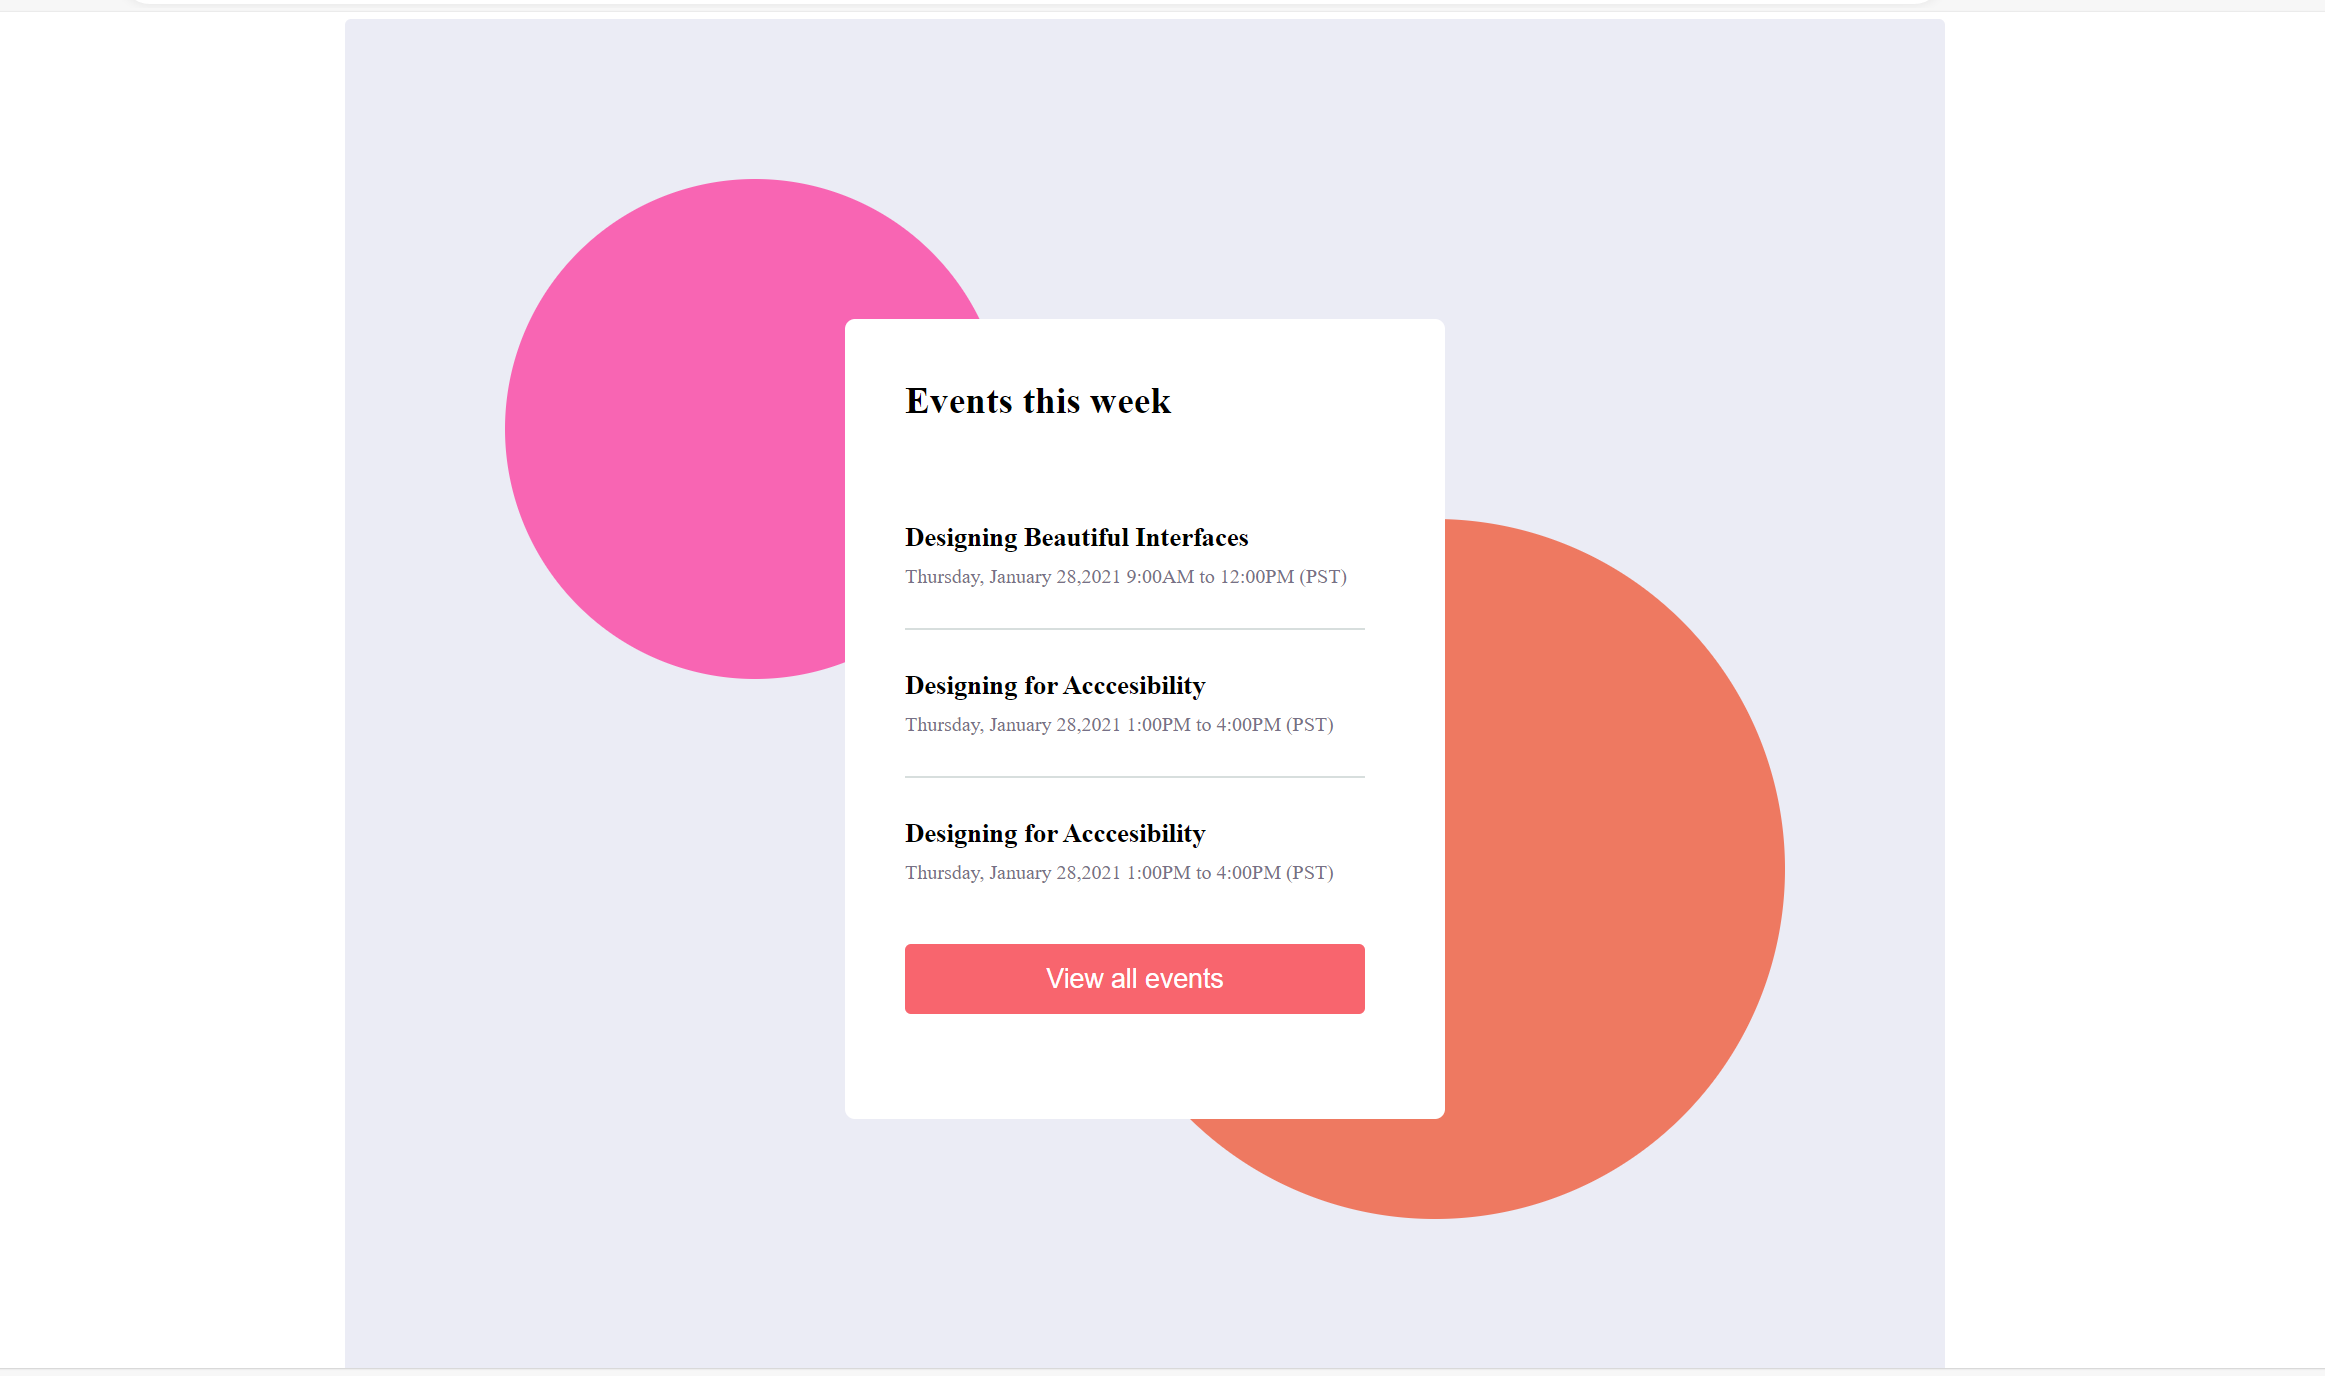 Events this week
Designing Beautiful Interfaces
Thursday, January 28,2021 9:00AM to 12:00PM (PST)
Designing for Acccesibility
Thursday, January 28,2021 1:00PM to 4:00PM (PST)
Designing for Acccesibility
Thursday, January 28,2021 1:00PM to 4:00PM (PST)
View all events